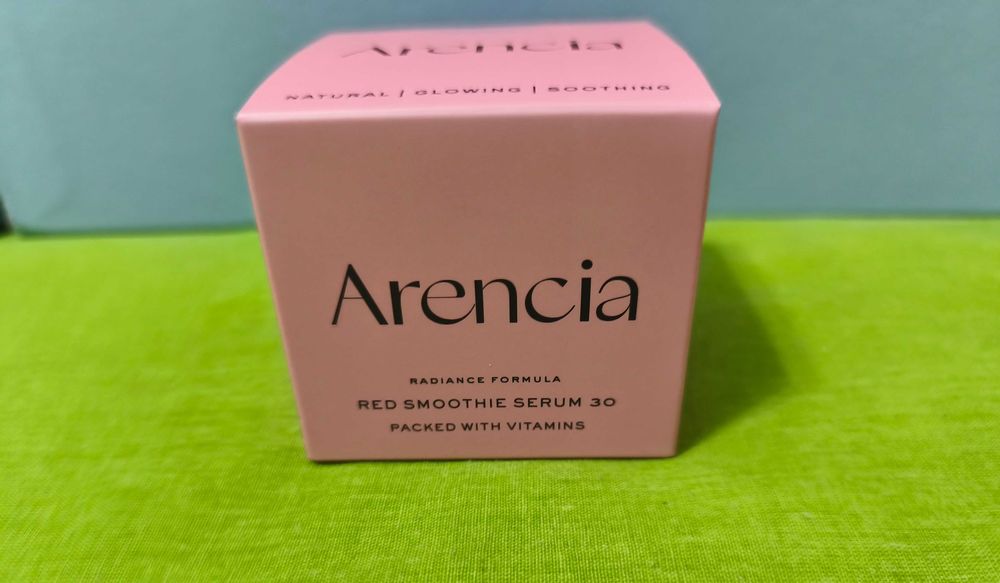 Arencia
NATURAL | GLOWING | SOOTHING
Arencia
RADIANCE FORMULA
RED SMOOTHIE SERUM 30
PACKED WITH VITAMINS